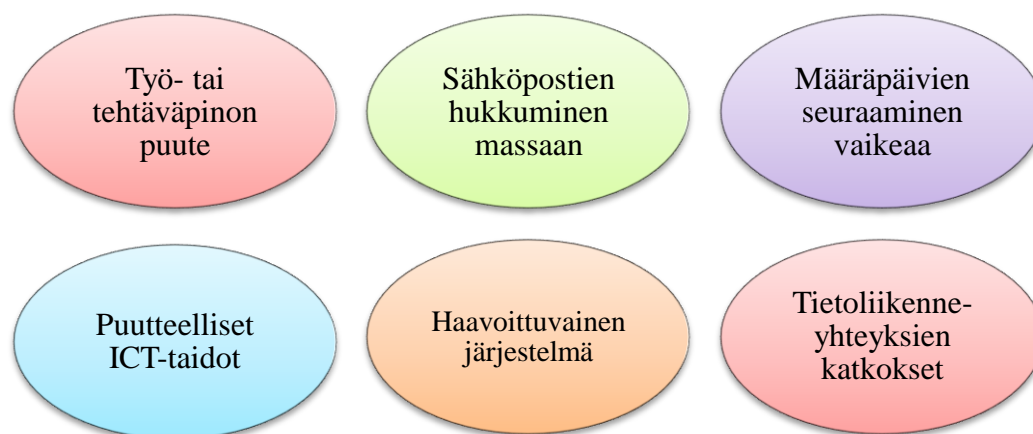 Työ- tai
tehtäväpinon
puute
Sähköpostien
hukkuminen
massaan
Määräpäivien
seuraaminen
vaikeaa
Puutteelliset
ICT-taidot
Haavoittuvainen
järjestelmä
Tietoliikenne-
yhteyksien
katkokset